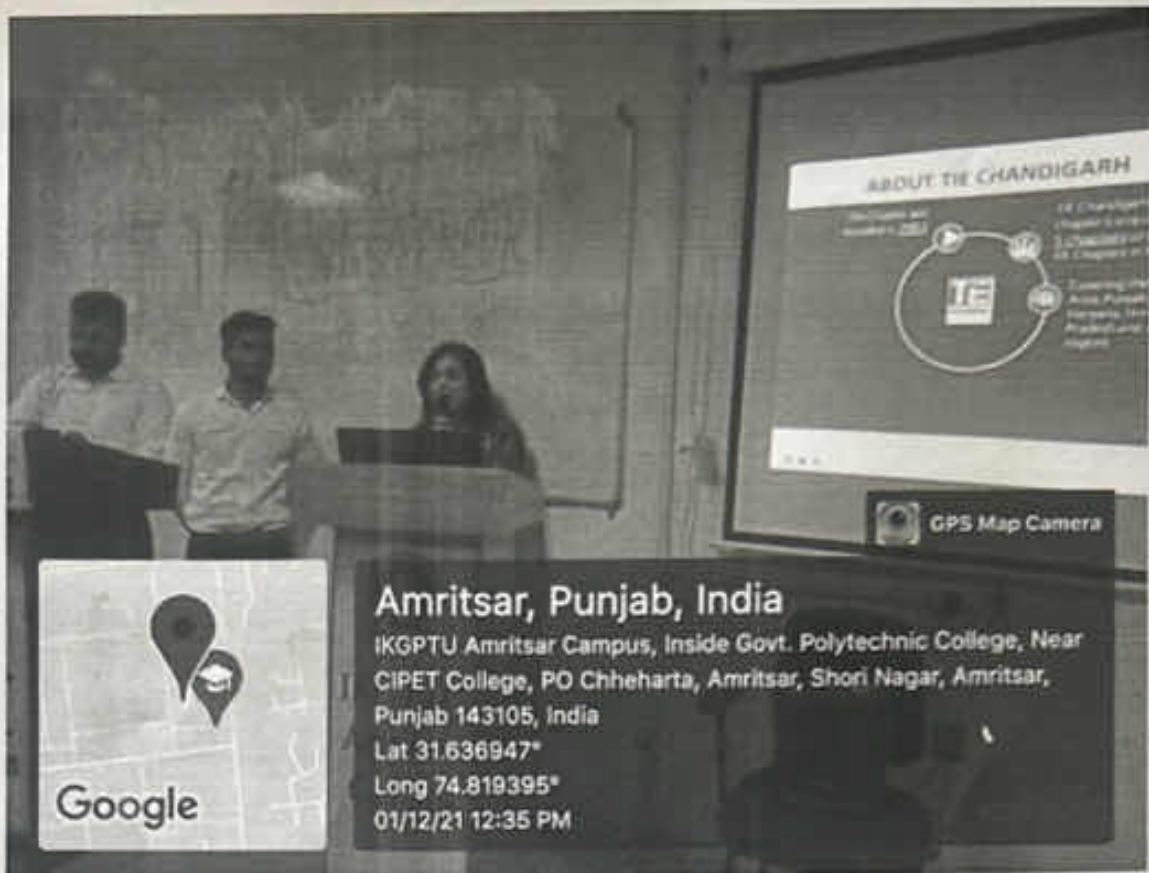 ABOUT TIE CHANDIGARH
TiE
GPS Map Camera
Amritsar, Punjab, India
IKGPTU Amritsar Campus, Inside Govt. Polytechnic College, Near
CIPET College, PO Chheharta, Amritsar, Shori Nagar, Amritsar,
Punjab 143105, India
Lat 31.636947°
Long 74.819395°
01/12/21 12:35 PM
Google